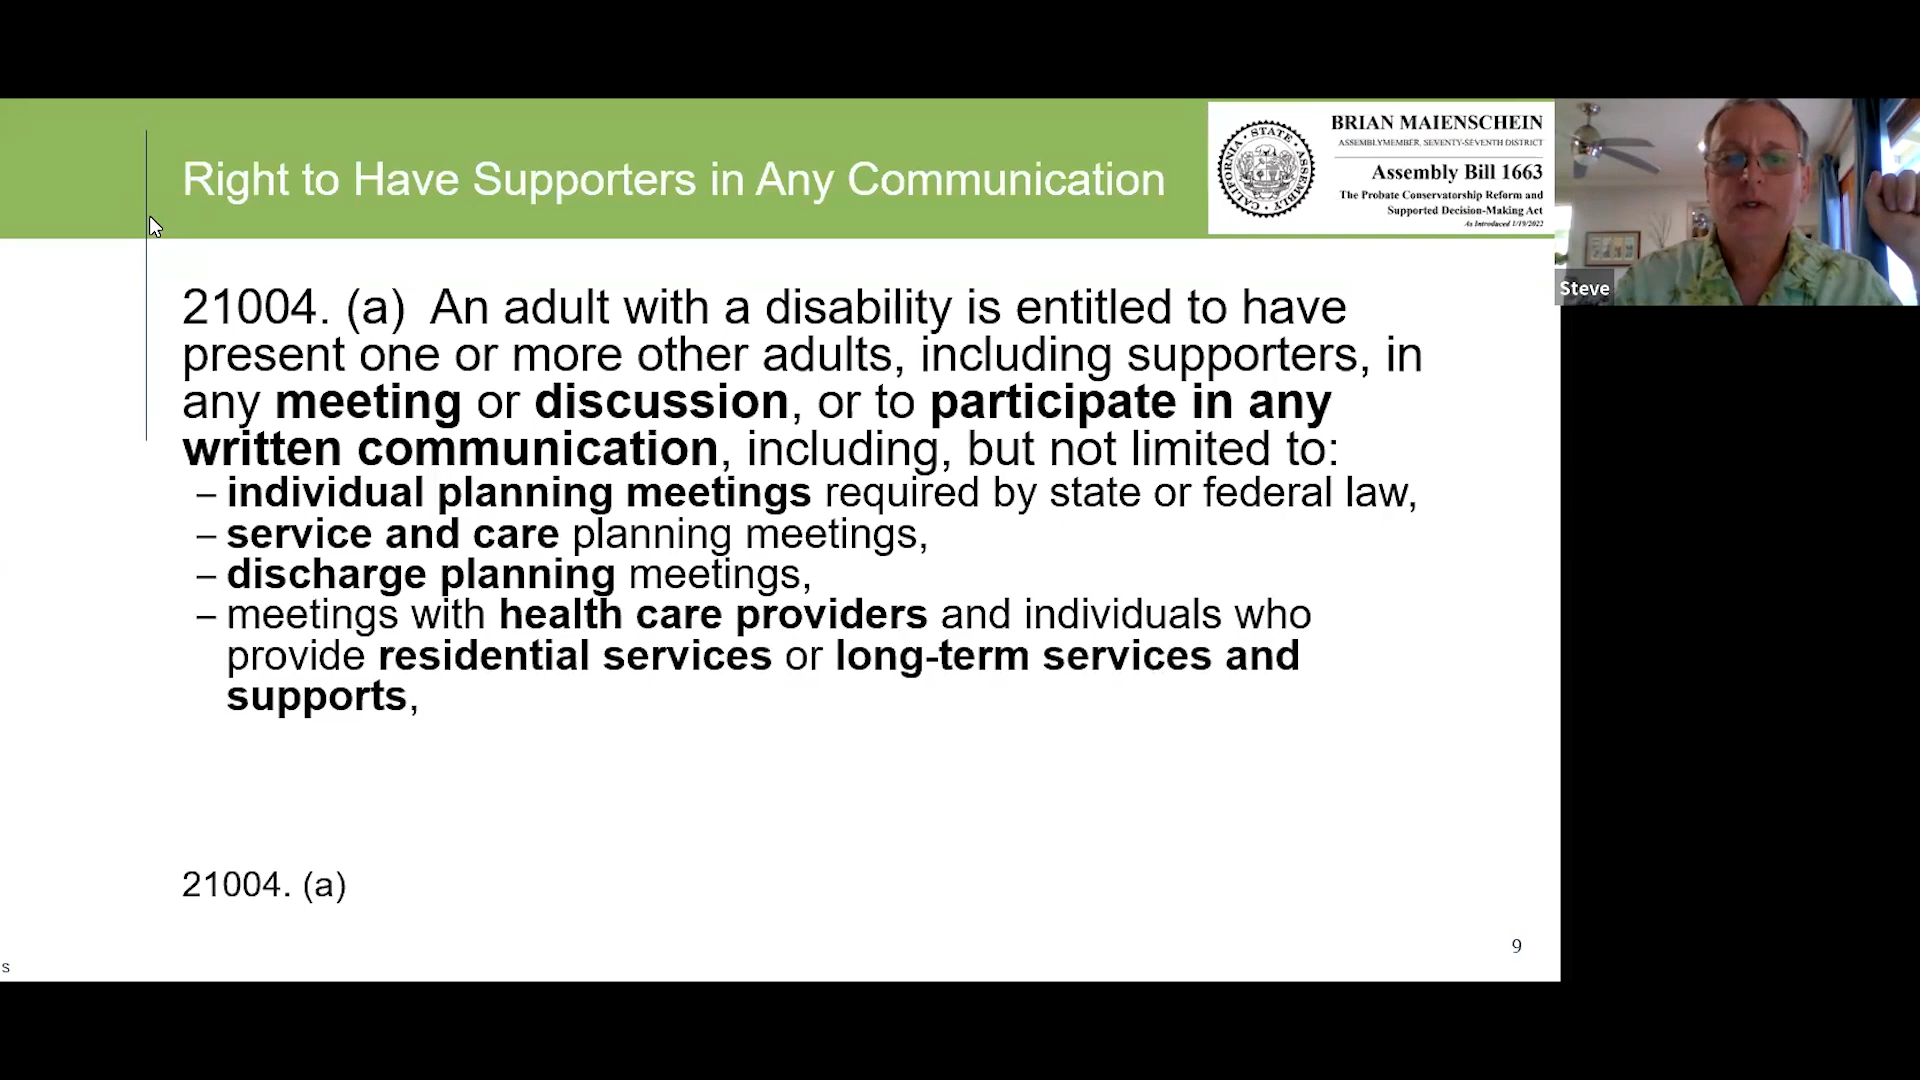 Right to Have Supporters in Any Communication
CALIFORNIA · STATE · ASSEMBLY
BRIAN MAIENSCHEIN
ASSEMBLYMEMBER, SEVENTY-SEVENTH DISTRICT
Assembly Bill 1663
The Probate Conservatorship Reform and
Supported Decision-Making Act
As Introduced 1/19/2022
Steve
21004. (a) An adult with a disability is entitled to have
present one or more other adults, including supporters, in
any meeting or discussion, or to participate in any
written communication, including, but not limited to:
– individual planning meetings required by state or federal law,
– service and care planning meetings,
– discharge planning meetings,
– meetings with health care providers and individuals who
provide residential services or long-term services and
supports,
21004. (a)
9
s